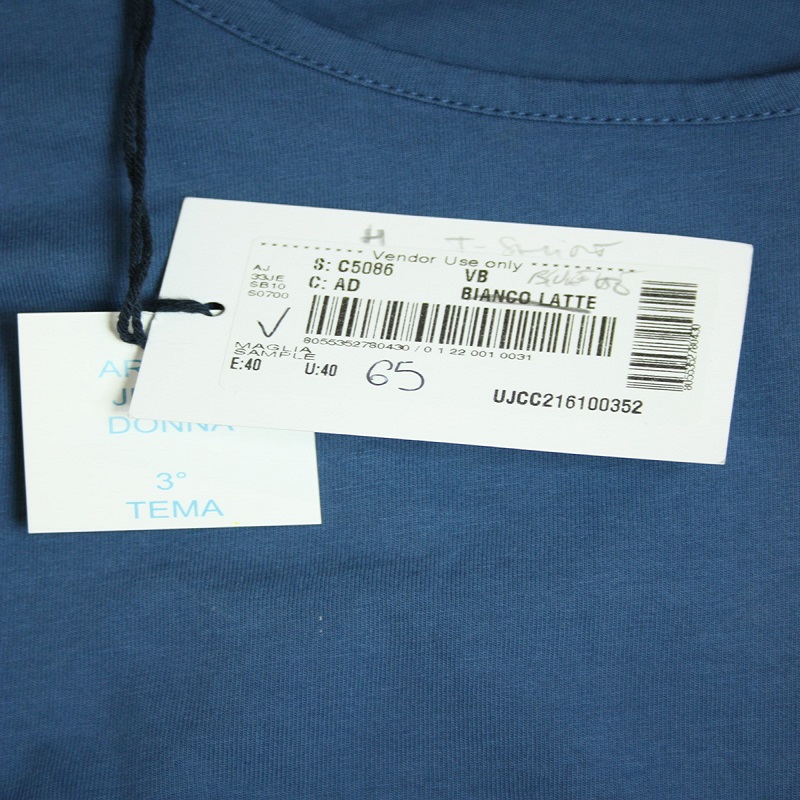 H T-Shirt
Vendor Use only
AJ
33JE
SB10
S0700
S: C5086
C: AD
VB
BIANCO LATTE
8055352780430 / 0 1 22 001 0031
MAGLIA
SAMPLE
E:40
U:40
65
UJCC216100352
8055352780430
DONNA
3°
TEMA